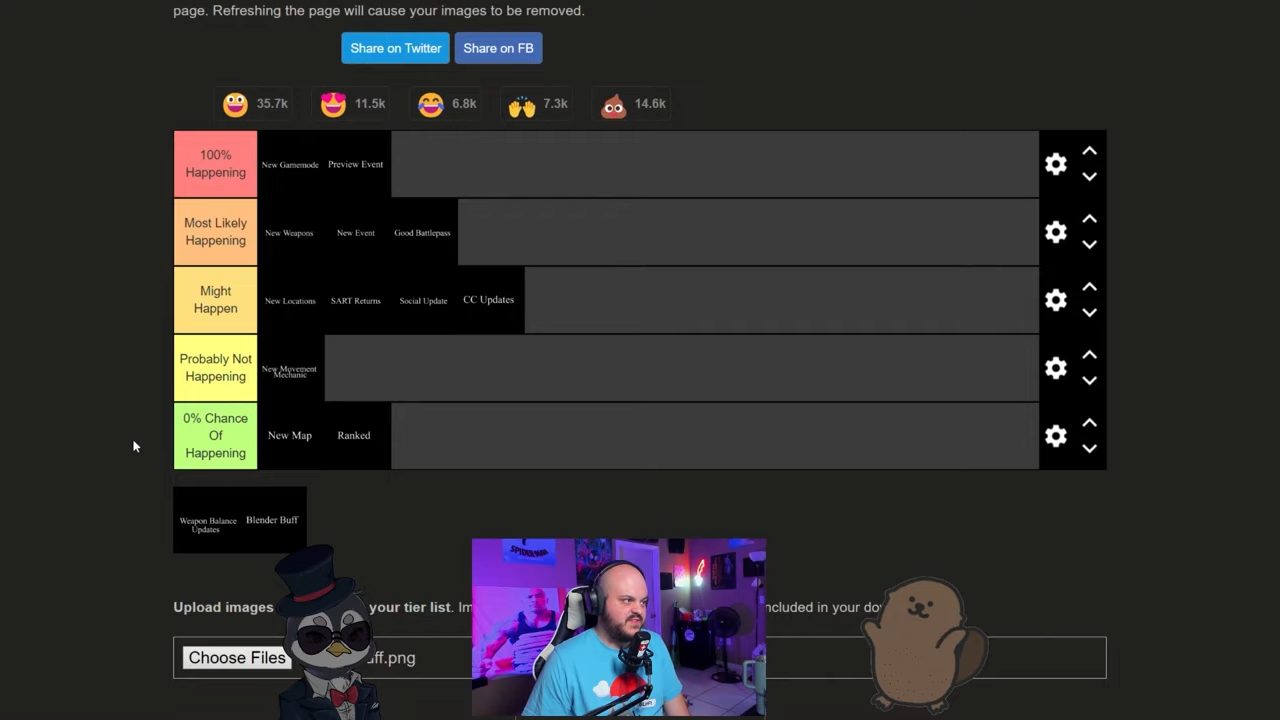 page. Refreshing the page will cause your images to be removed.
Share on Twitter
Share on FB
35.7k
11.5k
6.8k
7.3k
14.6k
100%
Happening
New Gamemode
Preview Event
Most Likely
Happening
New Weapons
New Event
Good Battlepass
Might
Happen
New Locations
SART Returns
Social Update
CC Updates
Probably Not
Happening
New Movement
Mechanic
0% Chance
Of
Happening
New Map
Ranked
Weapon Balance
Updates
Blender Buff
Upload images
your tier list.
included in your
Choose Files
uff.png